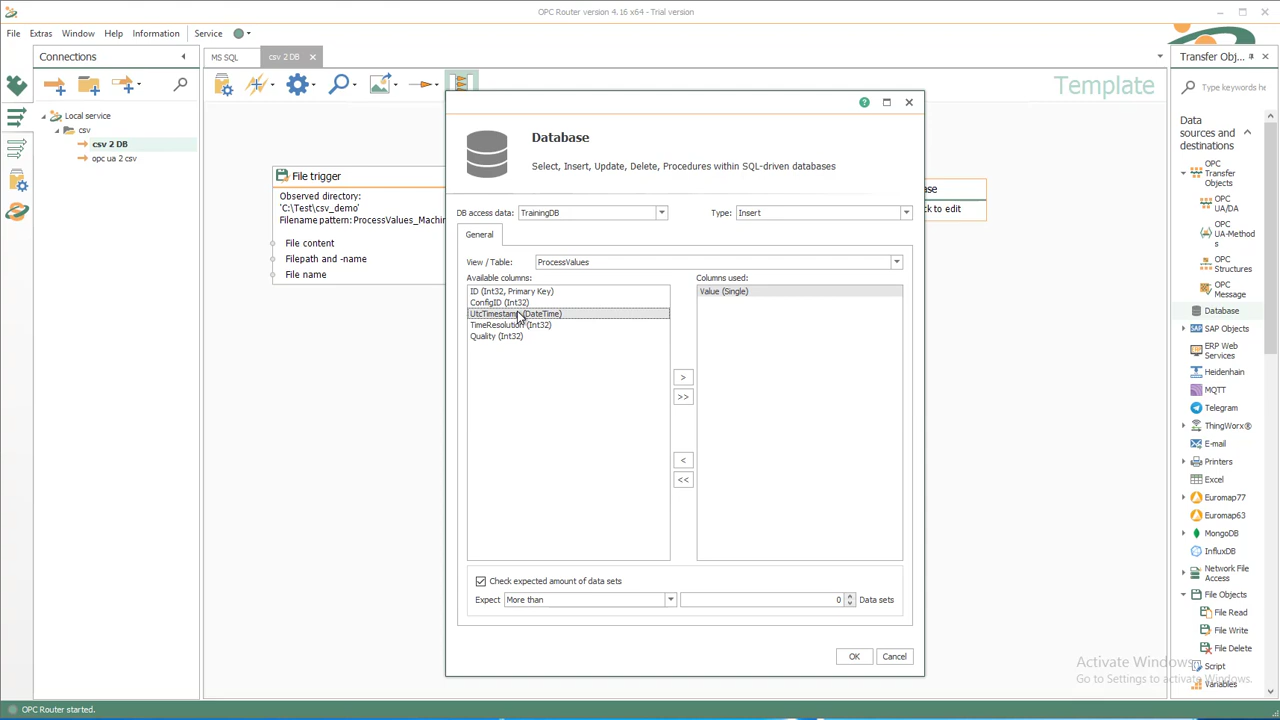 OPC Router version 4.16 x64 - Trial version
File Extras Window Help Information Service
Connections
MS SQL
csv 2 DB
Transfer Obj...
Template
Type keywords he
Local service
csv
csv 2 DB
opc ua 2 csv
File trigger
Observed directory:
'C:\Test\csv_demo'
Filename pattern: ProcessValues_Machin
File content
Filepath and -name
File name
ase
ck to edit
Database
Select, Insert, Update, Delete, Procedures within SQL-driven databases
DB access data: TrainingDB
Type: Insert
General
View / Table: ProcessValues
Available columns:
Columns used:
ID (Int32, Primary Key)
ConfigID (Int32)
UtcTimestamp (DateTime)
TimeResolution (Int32)
Quality (Int32)
Value (Single)
>
>>
<
<<
Check expected amount of data sets
Expect More than 0 Data sets
OK
Cancel
Data sources and destinations
OPC Transfer Objects
OPC UA/DA
OPC UA-Methods
OPC Structures
OPC Message
Database
SAP Objects
ERP Web Services
Heidenhain
MQTT
Telegram
ThingWorx®
E-mail
Printers
Excel
Euromap77
Euromap63
MongoDB
InfluxDB
Network File Access
File Objects
File Read
File Write
File Delete
Script
Variables
Activate Windows
Go to Settings to activate Windows.
OPC Router started.